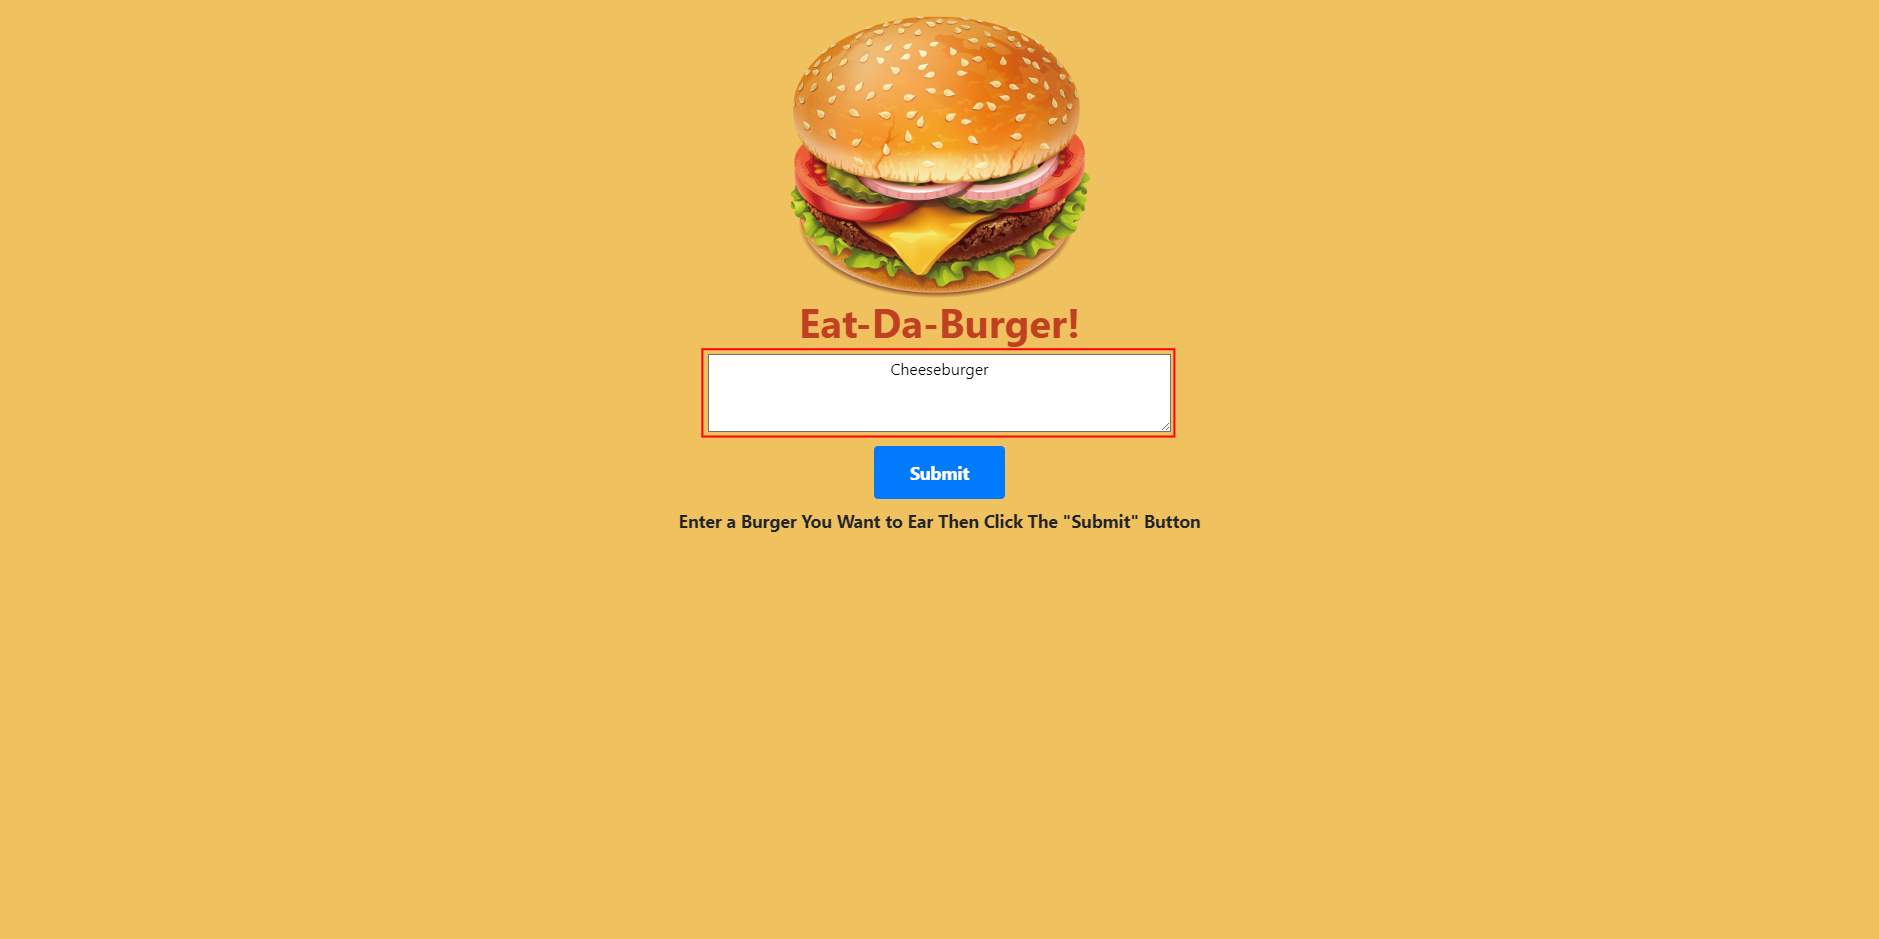 Eat-Da-Burger!
Cheeseburger
Submit
Enter a Burger You Want to Ear Then Click The "Submit" Button